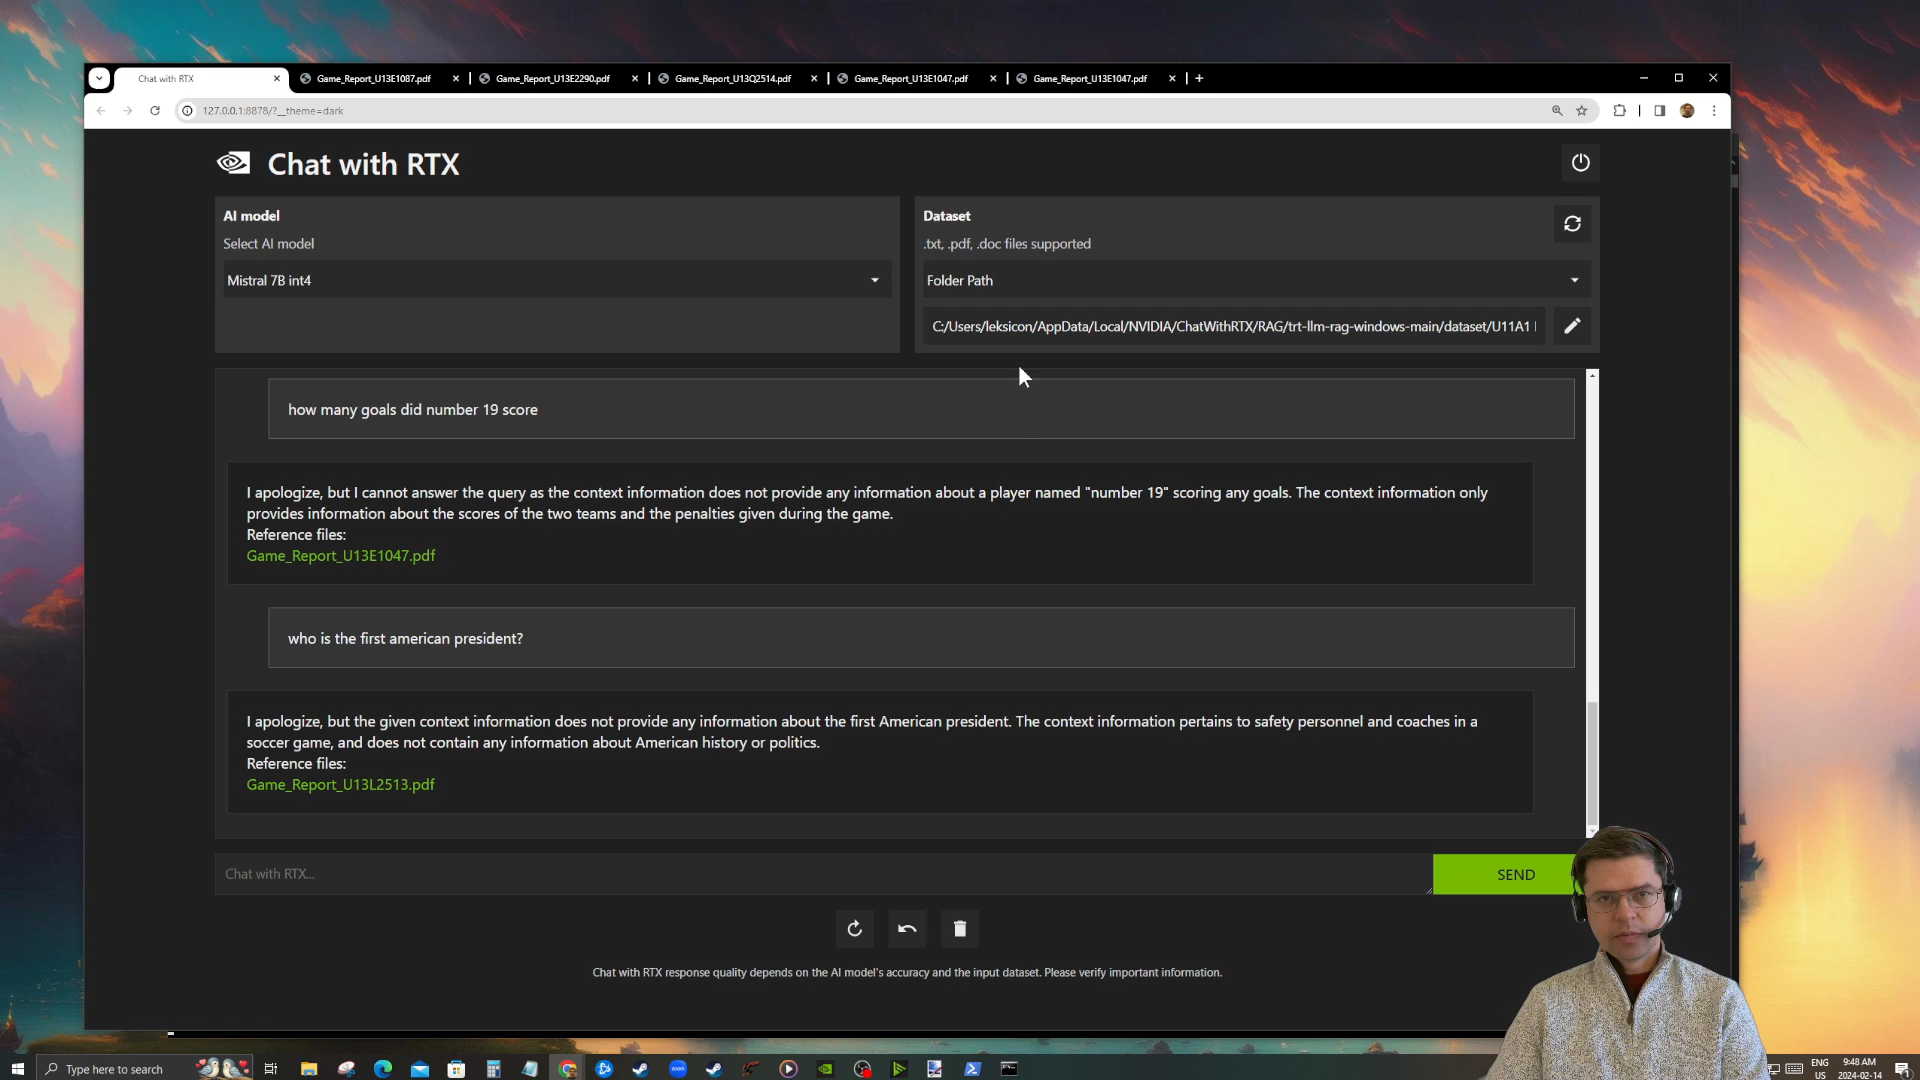 Chat with RTX
Game_Report_U13E1087.pdf
Game_Report_U13E2290.pdf
Game_Report_U13Q2514.pdf
Game_Report_U13E1047.pdf
Game_Report_U13E1047.pdf
127.0.0.1:8878/?__theme=dark
Chat with RTX
AI model
Select AI model
Mistral 7B int4
Dataset
.txt, .pdf, .doc files supported
Folder Path
C:/Users/leksicon/AppData/Local/NVIDIA/ChatWithRTX/RAG/trt-llm-rag-windows-main/dataset/U11A1
how many goals did number 19 score
I apologize, but I cannot answer the query as the context information does not provide any information about a player named "number 19" scoring any goals. The context information only
provides information about the scores of the two teams and the penalties given during the game.
Reference files:
Game_Report_U13E1047.pdf
who is the first american president?
I apologize, but the given context information does not provide any information about the first American president. The context information pertains to safety personnel and coaches in a
soccer game, and does not contain any information about American history or politics.
Reference files:
Game_Report_U13L2513.pdf
Chat with RTX...
SEND
Chat with RTX response quality depends on the AI model's accuracy and the input dataset. Please verify important information.
Type here to search
zoom
ENG
US
9:48 AM
2024-02-14